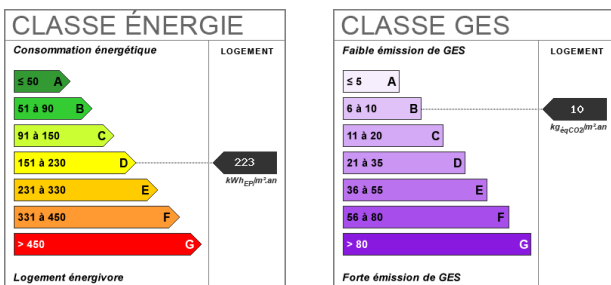 CLASSE ÉNERGIE
Consommation énergétique
LOGEMENT
≤ 50 A
51 à 90 B
91 à 150 C
151 à 230 D
223
kWhEP/m².an
231 à 330 E
331 à 450 F
> 450 G
Logement énergivore
CLASSE GES
Faible émission de GES
LOGEMENT
≤ 5 A
6 à 10 B
10
kgéqCO2/m².an
11 à 20 C
21 à 35 D
36 à 55 E
56 à 80 F
> 80 G
Forte émission de GES